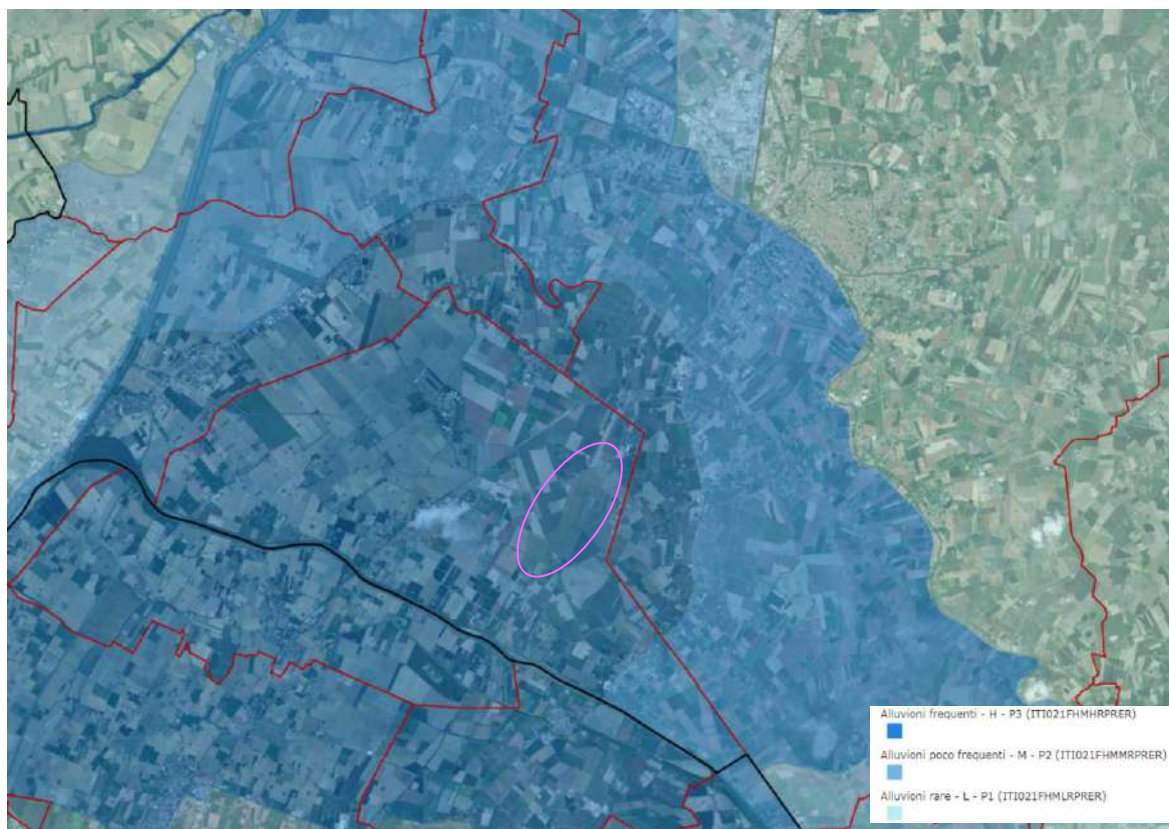 Alluvioni frequenti - H - P3 (ITI021FHMHRPRER)
Alluvioni poco frequenti - M - P2 (ITI021FHMMRPRER)
Alluvioni rare - L - P1 (ITI021FHMLRPRER)